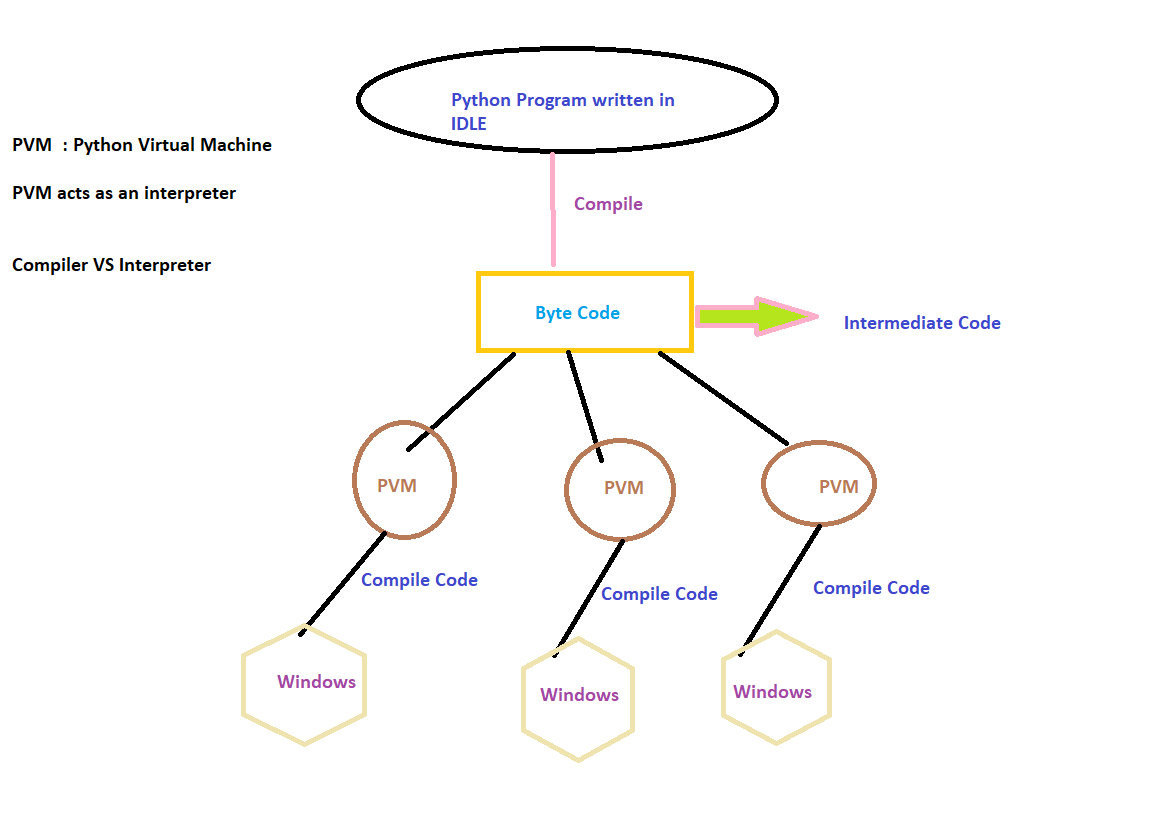 Python Program written in
IDLE
PVM : Python Virtual Machine
PVM acts as an interpreter
Compile
Compiler VS Interpreter
Byte Code
Intermediate Code
PVM
PVM
PVM
Compile Code
Compile Code
Compile Code
Windows
Windows
Windows